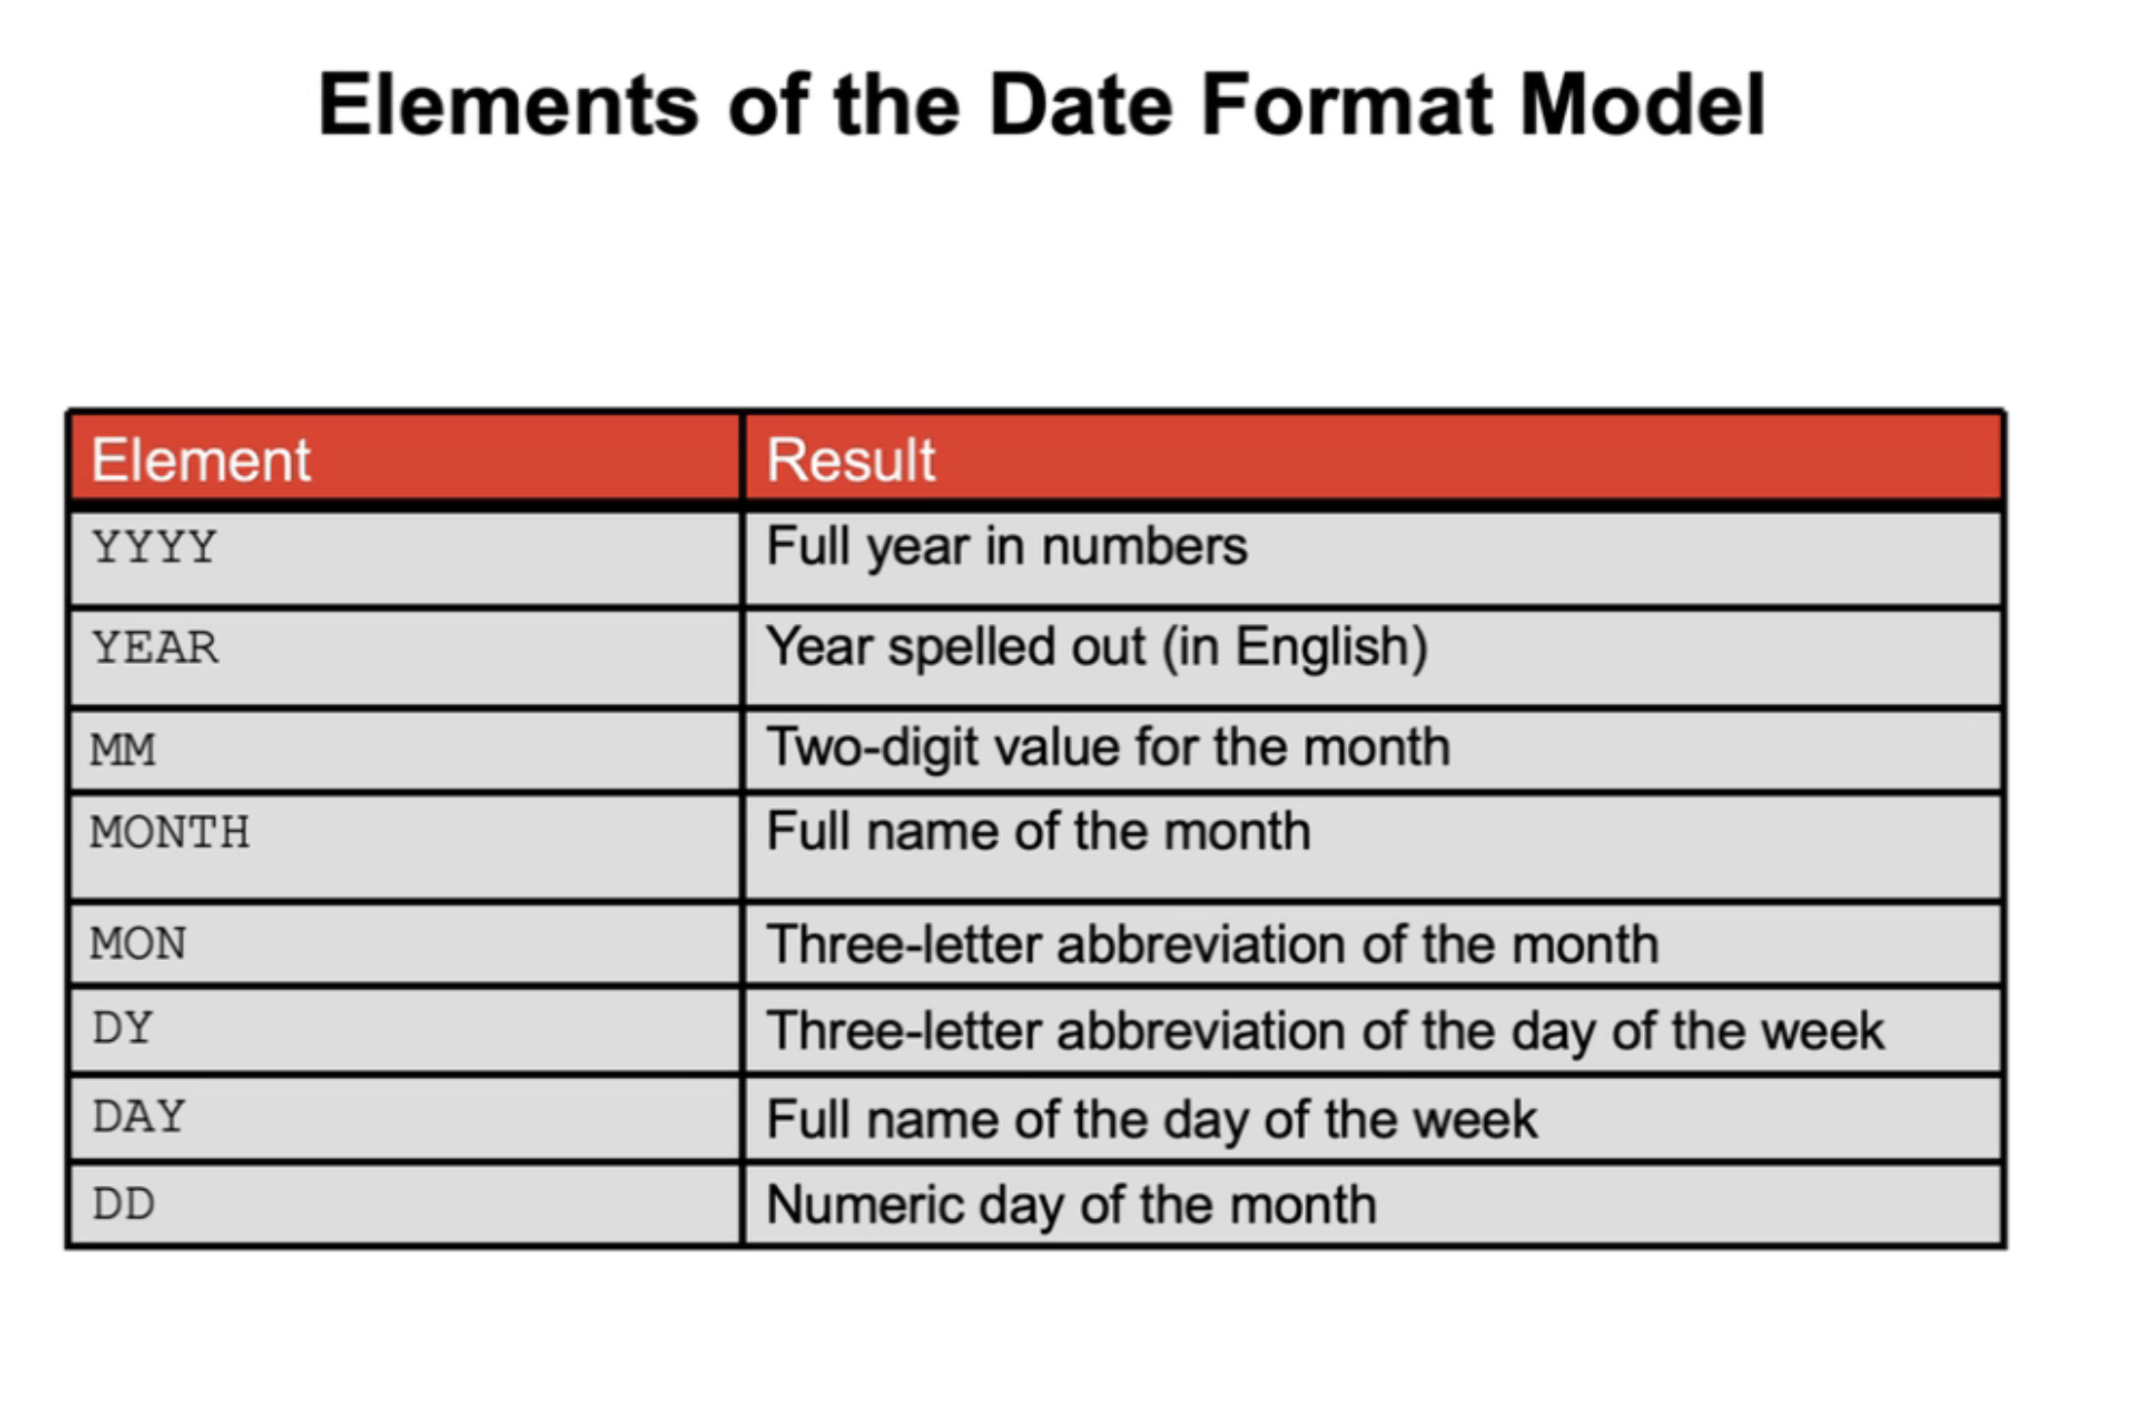 Elements of the Date Format Model
Element Result
YYYY Full year in numbers
YEAR Year spelled out (in English)
MM Two-digit value for the month
MONTH Full name of the month
MON Three-letter abbreviation of the month
DY Three-letter abbreviation of the day of the week
DAY Full name of the day of the week
DD Numeric day of the month